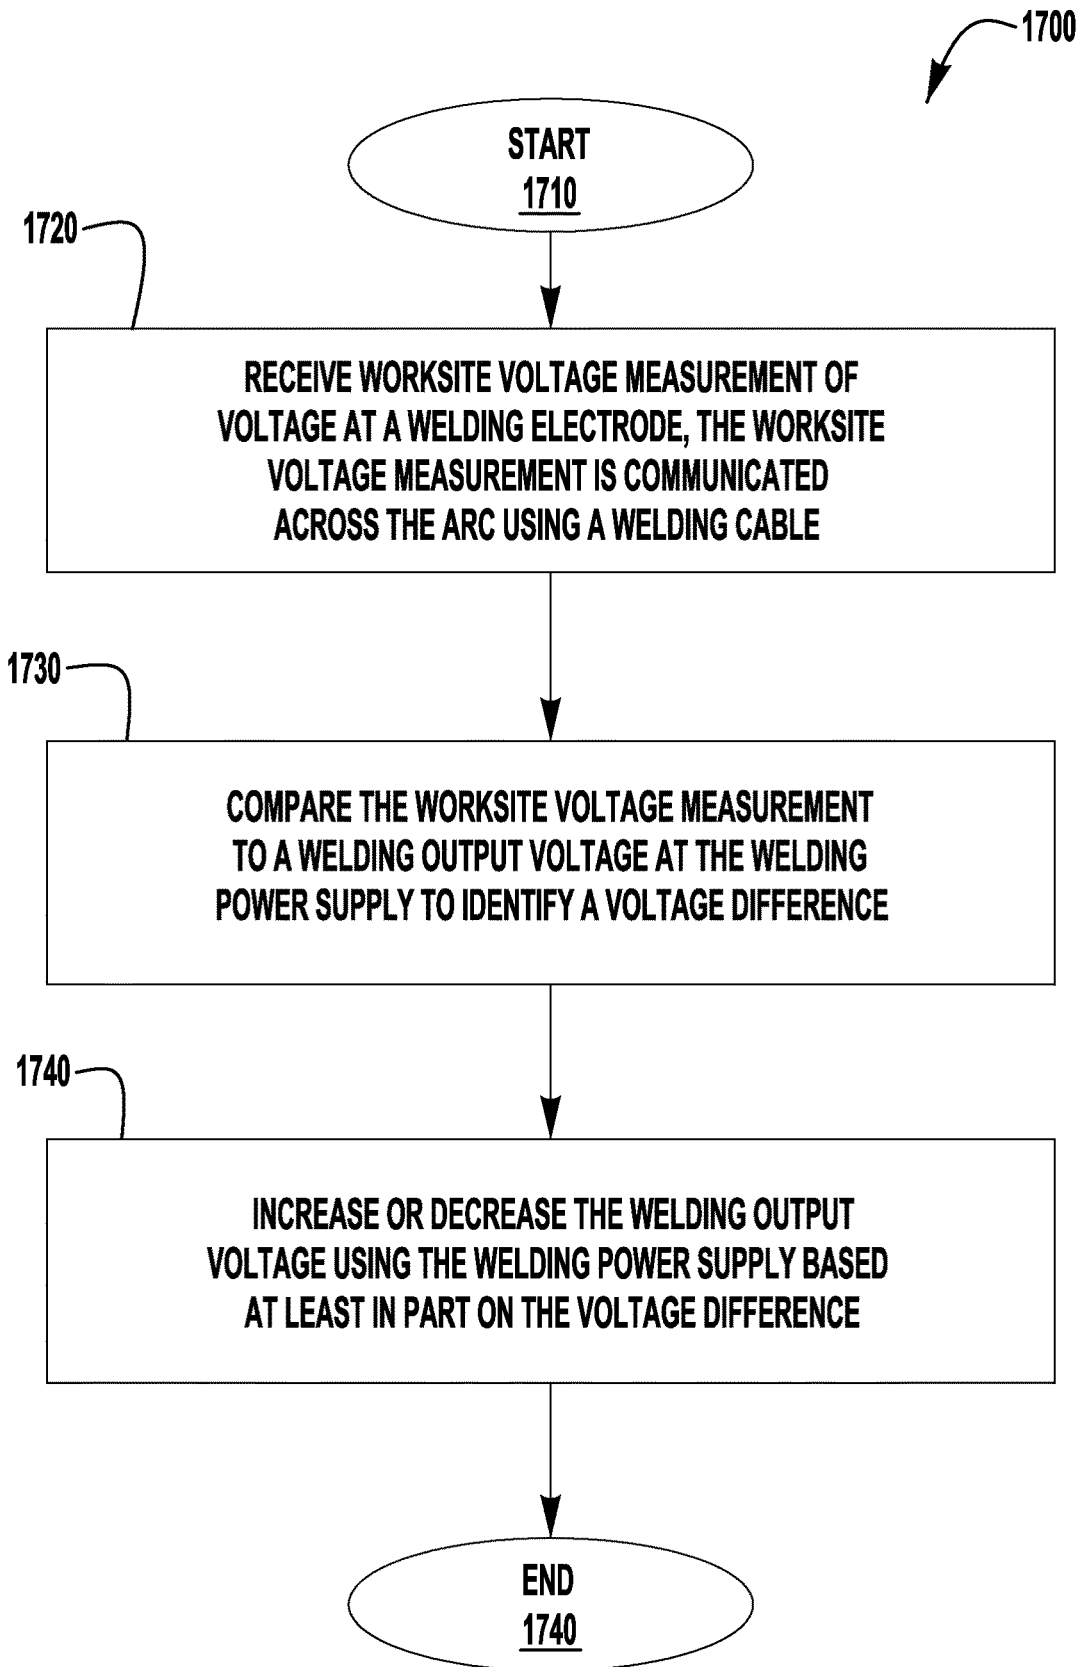 1700
START
1710
1720
RECEIVE WORKSITE VOLTAGE MEASUREMENT OF
VOLTAGE AT A WELDING ELECTRODE, THE WORKSITE
VOLTAGE MEASUREMENT IS COMMUNICATED
ACROSS THE ARC USING A WELDING CABLE
1730
COMPARE THE WORKSITE VOLTAGE MEASUREMENT
TO A WELDING OUTPUT VOLTAGE AT THE WELDING
POWER SUPPLY TO IDENTIFY A VOLTAGE DIFFERENCE
1740
INCREASE OR DECREASE THE WELDING OUTPUT
VOLTAGE USING THE WELDING POWER SUPPLY BASED
AT LEAST IN PART ON THE VOLTAGE DIFFERENCE
END
1740